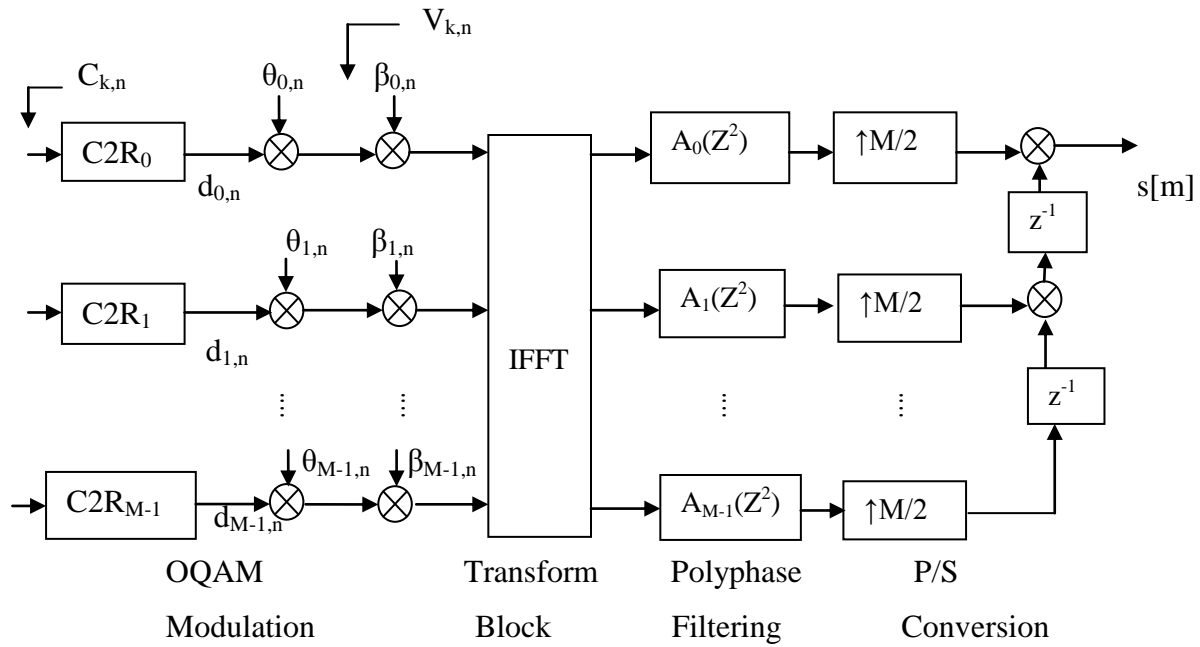 V_{k,n}
C_{k,n}
θ_{0,n}
β_{0,n}
C2R_0
d_{0,n}
A_0(Z^2)
↑M/2
s[m]
z^{-1}
θ_{1,n}
β_{1,n}
C2R_1
d_{1,n}
IFFT
A_1(Z^2)
↑M/2
z^{-1}
θ_{M-1,n}
β_{M-1,n}
C2R_{M-1}
d_{M-1,n}
A_{M-1}(Z^2)
↑M/2
OQAM Transform Polyphase P/S
Modulation Block Filtering Conversion